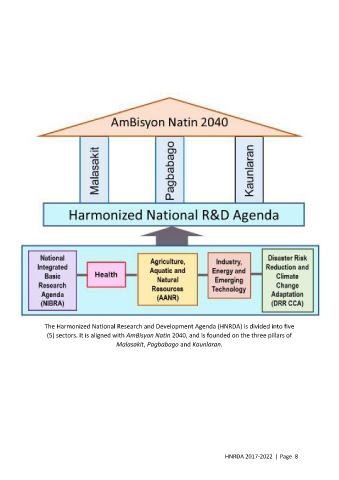 AmBisyon Natin 2040
Malasakit
Pagbabago
Kaunlaran
Harmonized National R&D Agenda
National
Integrated
Basic
Research
Agenda
(NIBRA)
Health
Agriculture,
Aquatic and
Natural
Resources
(AANR)
Industry,
Energy and
Emerging
Technology
Disaster Risk
Reduction and
Climate
Change
Adaptation
(DRR CCA)
The Harmonized National Research and Development Agenda (HNRDA) is divided into five
(5) sectors. It is aligned with AmBisyon Natin 2040, and is founded on the three pillars of
Malasakit, Pagbabago and Kaunlaran.
HNRDA 2017-2022 | Page 8